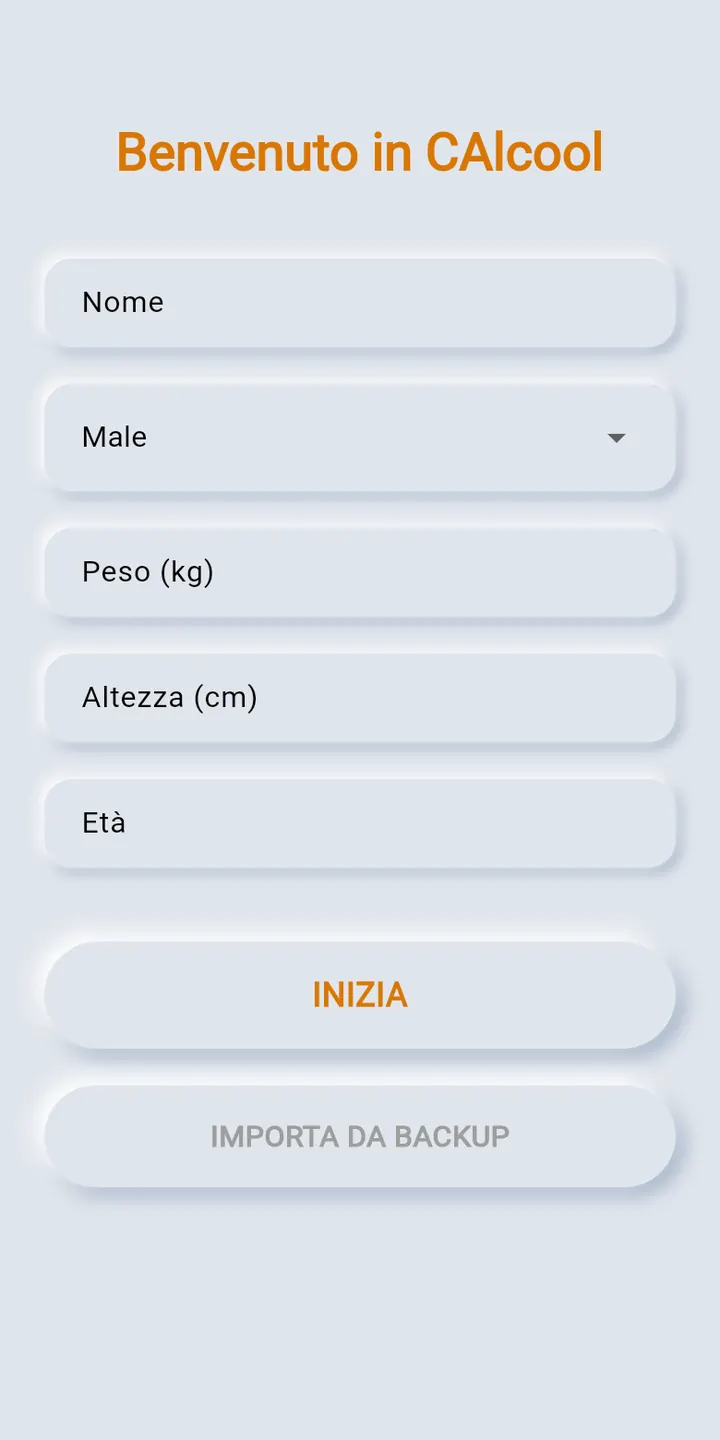 Benvenuto in CAlcool
Nome
Male
Peso (kg)
Altezza (cm)
Età
INIZIA
IMPORTA DA BACKUP